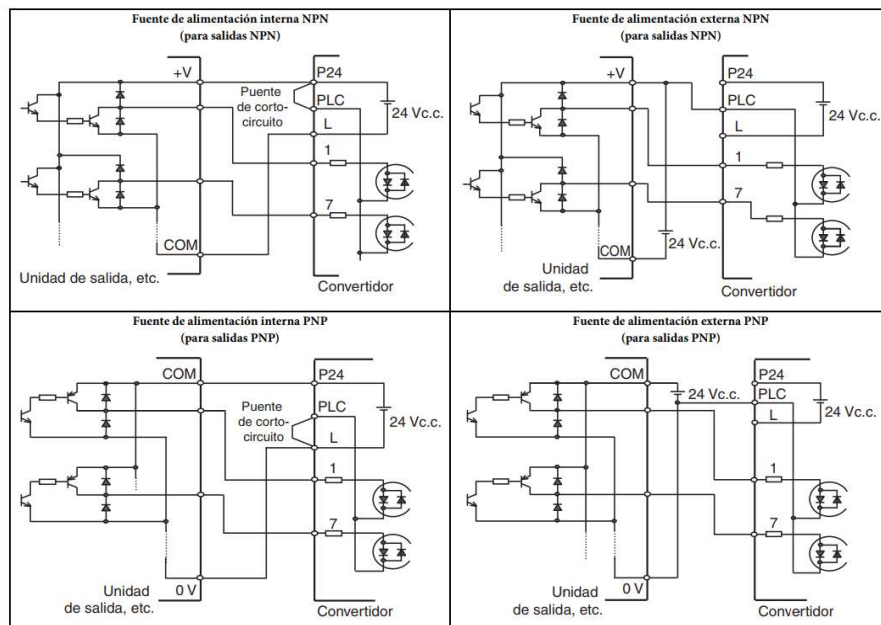 Fuente de alimentación interna NPN
(para salidas NPN)
+V
P24
Puente
de corto-
circuito
PLC
24 Vc.c.
L
1
7
COM
Unidad de salida, etc.
Convertidor
Fuente de alimentación externa NPN
(para salidas NPN)
+V
P24
PLC
24 Vc.c.
L
1
7
COM
24 Vc.c.
Unidad
de salida, etc.
Convertidor
Fuente de alimentación interna PNP
(para salidas PNP)
COM
P24
Puente
de corto-
circuito
PLC
24 Vc.c.
L
1
7
0 V
Unidad
de salida, etc.
Convertidor
Fuente de alimentación externa PNP
(para salidas PNP)
COM
P24
24 Vc.c.
PLC
24 Vc.c.
L
1
7
0 V
Unidad
de salida, etc.
Convertidor